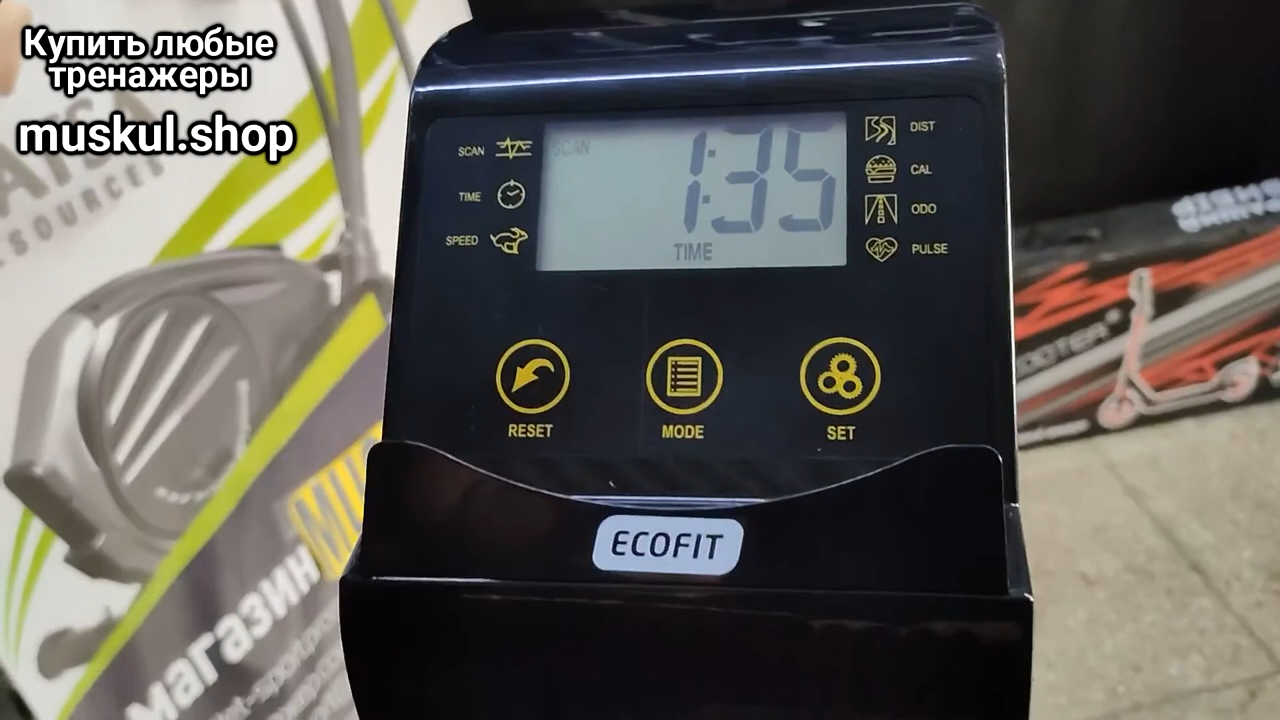 Купить любые
тренажеры
muskul.shop
SOURCES
SCAN
TIME
SPEED
SCAN
1:35
TIME
DIST
CAL
ODO
PULSE
RESET
MODE
SET
ECOFIT
магазин